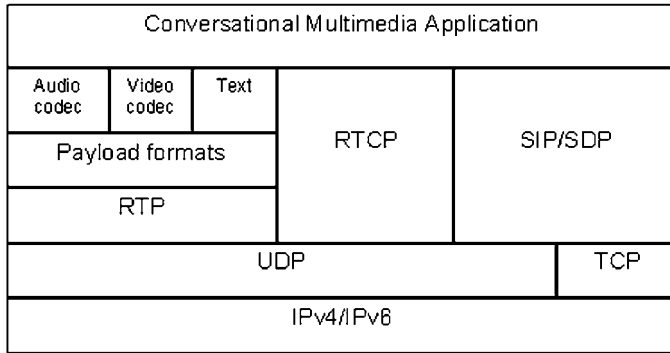 Conversational Multimedia Application
Audio
codec
Video
codec
Text
Payload formats
RTP
RTCP
SIP/SDP
UDP
TCP
IPv4/IPv6